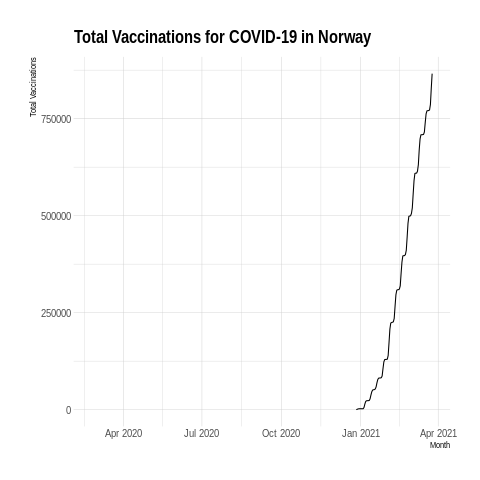 Total Vaccinations for COVID-19 in Norway
Total Vaccinations
750000
500000
250000
0
Apr 2020 Jul 2020 Oct 2020 Jan 2021 Apr 2021
Month